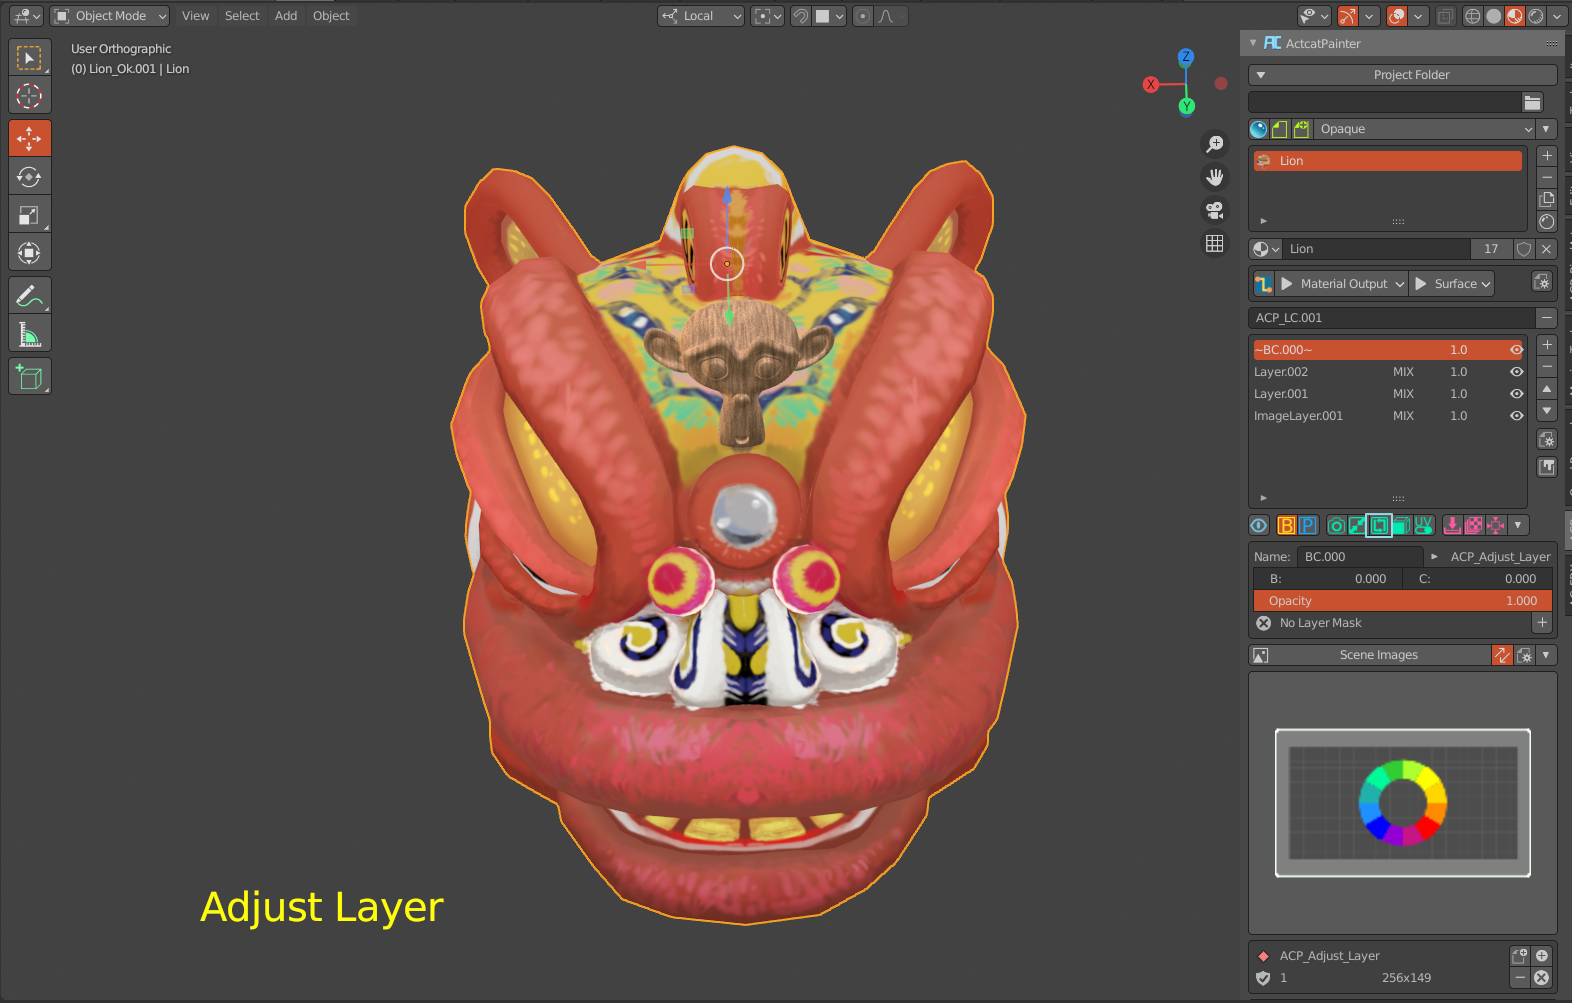 Object Mode View Select Add Object Local
User Orthographic
(0) Lion_Ok.001 | Lion
Z
X
Y
ActcatPainter
Project Folder
Opaque
Lion
Lion 17
Material Output Surface
ACP_LC.001
~BC.000~ 1.0
Layer.002 MIX 1.0
Layer.001 MIX 1.0
ImageLayer.001 MIX 1.0
B P UV
Name: BC.000 ACP_Adjust_Layer
B: 0.000 C: 0.000
Opacity 1.000
No Layer Mask
Scene Images
Adjust Layer
ACP_Adjust_Layer
1 256x149